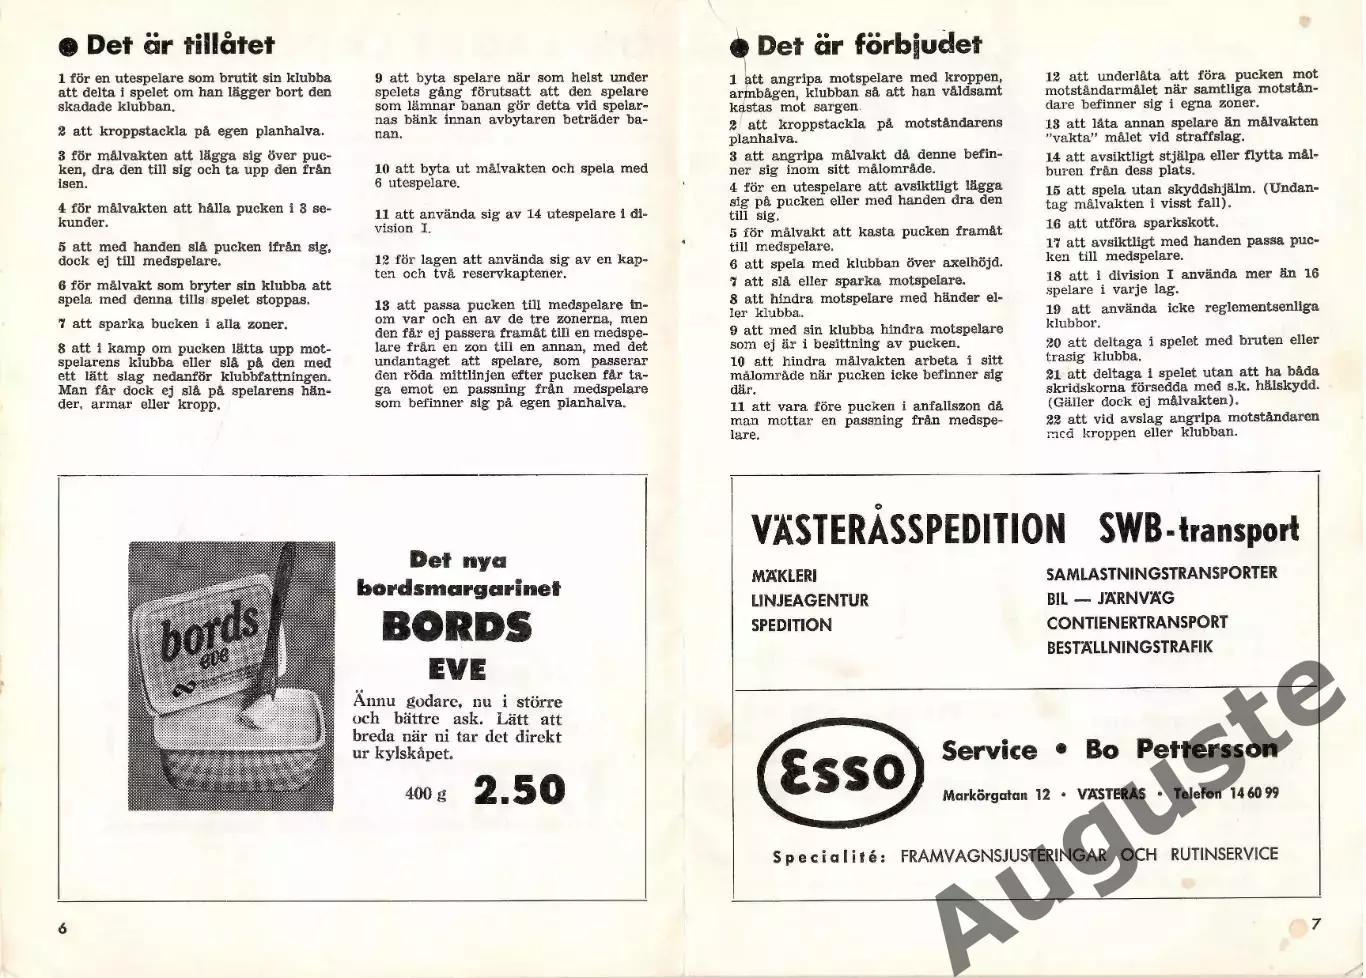 ● Det är tillåtet
1 för en utespelare som brutit sin klubba
att delta i spelet om han lägger bort den
skadade klubban.
2 att kroppstackla på egen planhalva.
3 för målvakten att lägga sig över puc-
ken, dra den till sig och ta upp den från
isen.
4 för målvakten att hålla pucken i 3 se-
kunder.
5 att med handen slå pucken ifrån sig,
dock ej till medspelare.
6 för målvakt som bryter sin klubba att
spela med denna tills spelet stoppas.
7 att sparka bucken i alla zoner.
8 att i kamp om pucken lätta upp mot-
spelarens klubba eller slå på den med
ett lätt slag nedanför klubbfattningen.
Man får dock ej slå på spelarens hän-
der, armar eller kropp.
9 att byta spelare när som helst under
spelets gång förutsatt att den spelare
som lämnar banan gör detta vid spelar-
nas bänk innan avbytaren beträder ba-
nan.
10 att byta ut målvakten och spela med
6 utespelare.
11 att använda sig av 14 utespelare i di-
vision I.
12 för lagen att använda sig av en kap-
ten och två reservkaptener.
13 att passa pucken till medspelare in-
om var och en av de tre zonerna, men
den får ej passera framåt till en medspe-
lare från en zon till en annan, med det
undantaget att spelare, som passerar
den röda mittlinjen efter pucken får ta-
ga emot en passning från medspelare
som befinner sig på egen planhalva.
bords
eve
Det nya
bordsmargarinet
BORDS
EVE
Ännu godare, nu i större
och bättre ask. Lätt att
breda när ni tar det direkt
ur kylskåpet.
400 g 2.50
6
● Det är förbjudet
1 att angripa motspelare med kroppen,
armbågen, klubban så att han våldsamt
kastas mot sargen
2 att kroppstackla på motståndarens
planhalva.
3 att angripa målvakt då denne befin-
ner sig inom sitt målområde.
4 för en utespelare att avsiktligt lägga
sig på pucken eller med handen dra den
till sig.
5 för målvakt att kasta pucken framåt
till medspelare.
6 att spela med klubban över axelhöjd.
7 att slå eller sparka motspelare.
8 att hindra motspelare med händer el-
ler klubba.
9 att med sin klubba hindra motspelare
som ej är i besittning av pucken.
10 att hindra målvakten arbeta i sitt
målområde när pucken icke befinner sig
där.
11 att vara före pucken i anfallszon då
man mottar en passning från medspe-
lare.
12 att underlåta att föra pucken mot
motståndarmålet när samtliga motstån-
dare befinner sig i egna zoner.
13 att låta annan spelare än målvakten
"vakta" målet vid straffslag.
14 att avsiktligt stjälpa eller flytta mål-
buren från dess plats.
15 att spela utan skyddshjälm. (Undan-
tag målvakten i visst fall).
16 att utföra sparkskott.
17 att avsiktligt med handen passa puc-
ken till medspelare.
18 att i division I använda mer än 16
spelare i varje lag.
19 att använda icke reglementsenliga
klubbor.
20 att deltaga i spelet med bruten eller
trasig klubba.
21 att deltaga i spelet utan att ha båda
skridskorna försedda med s.k. hälskydd.
(Gäller dock ej målvakten).
22 att vid avslag angripa motståndaren
med kroppen eller klubban.
VÄSTERÅSSPEDITION SWB-transport
MÄKLERI
LINJEAGENTUR
SPEDITION
SAMLASTNINGSTRANSPORTER
BIL — JÄRNVÄG
CONTIENERTRANSPORT
BESTÄLLNINGSTRAFIK
Esso
Service • Bo Pettersson
Markörgatan 12 • VÄSTERÅS • Telefon 14 60 99
Specialité: FRAMVAGNSJUSTERINGAR OCH RUTINSERVICE
7
Auguste